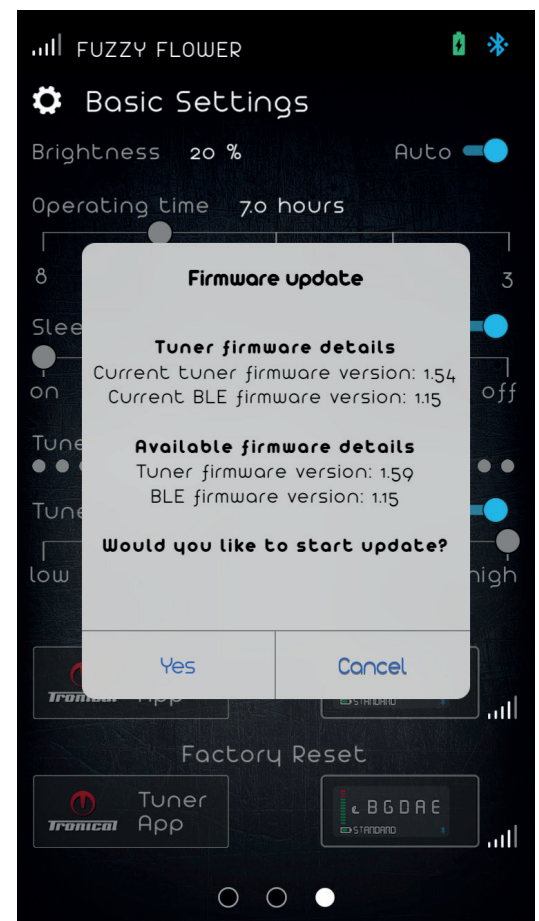 FUZZY FLOWER
Basic Settings
Brightness 20 % Auto
Operating time 7.0 hours
8 3
Firmware update
Slee
Tuner firmware details
Current tuner firmware version: 1.54
on off
Current BLE firmware version: 1.15
Tune
Available firmware details
Tuner firmware version: 1.59
BLE firmware version: 1.15
Tune
Would you like to start update?
low high
Yes Cancel
Tronical App
STANDARD
Factory Reset
Tronical Tuner App
e B G D A E
STANDARD